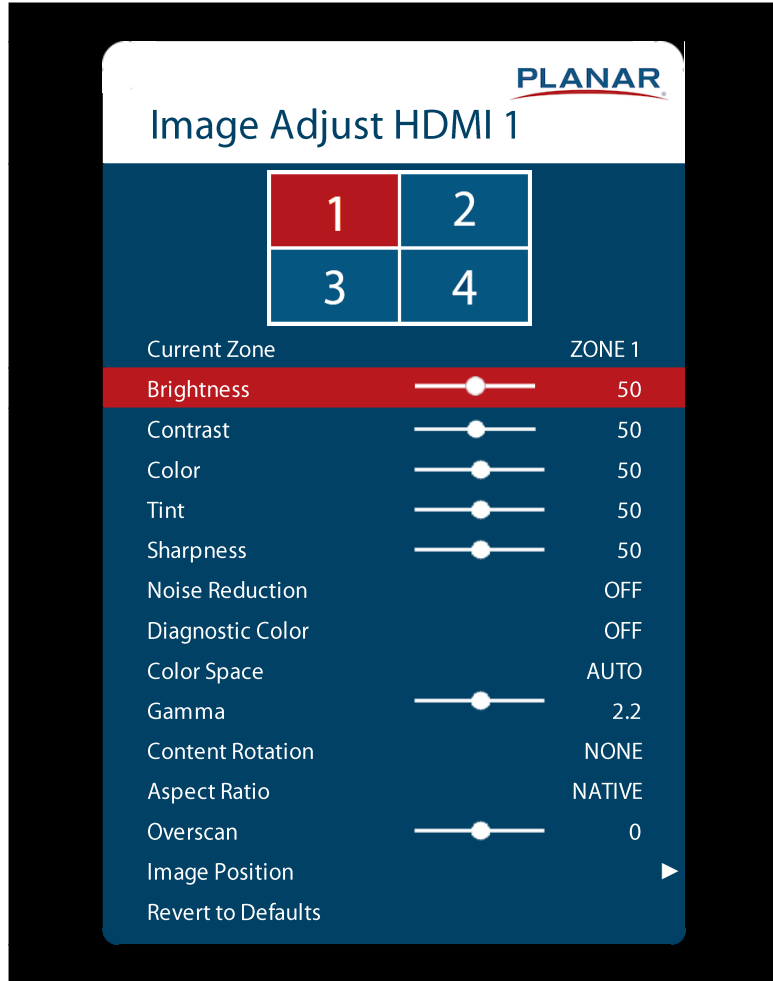 PLANAR
Image Adjust HDMI 1
1 2
3 4
Current Zone ZONE 1
Brightness 50
Contrast 50
Color 50
Tint 50
Sharpness 50
Noise Reduction OFF
Diagnostic Color OFF
Color Space AUTO
Gamma 2.2
Content Rotation NONE
Aspect Ratio NATIVE
Overscan 0
Image Position ▶
Revert to Defaults